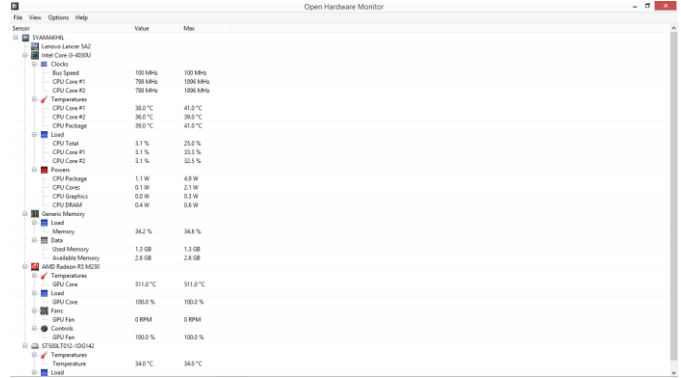 Open Hardware Monitor
File View Options Help
Sensor Value Max
SYAMAKHIL
Lenovo Lancer 5A2
Intel Core i3-4030U
Clocks
Bus Speed 100 MHz 100 MHz
CPU Core #1 798 MHz 1896 MHz
CPU Core #2 798 MHz 1896 MHz
Temperatures
CPU Core #1 38.0 °C 41.0 °C
CPU Core #2 36.0 °C 39.0 °C
CPU Package 39.0 °C 41.0 °C
Load
CPU Total 3.1 % 25.0 %
CPU Core #1 3.1 % 33.3 %
CPU Core #2 3.1 % 32.5 %
Powers
CPU Package 1.1 W 4.9 W
CPU Cores 0.1 W 2.1 W
CPU Graphics 0.0 W 0.3 W
CPU DRAM 0.4 W 0.6 W
Generic Memory
Load
Memory 34.2 % 34.6 %
Data
Used Memory 1.3 GB 1.3 GB
Available Memory 2.6 GB 2.6 GB
AMD Radeon R5 M230
Temperatures
GPU Core 511.0 °C 511.0 °C
Load
GPU Core 100.0 % 100.0 %
Fans
GPU Fan 0 RPM 0 RPM
Controls
GPU Fan 100.0 % 100.0 %
ST500LT012-1DG142
Temperatures
Temperature 34.0 °C 34.0 °C
Load